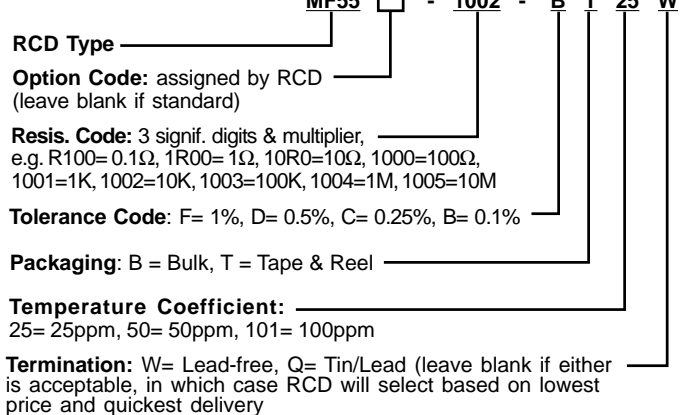 MF55 □ - 1002 - B T 25 W
RCD Type
Option Code: assigned by RCD
(leave blank if standard)
Resis. Code: 3 signif. digits & multiplier,
e.g. R100= 0.1Ω, 1R00= 1Ω, 10R0=10Ω, 1000=100Ω,
1001=1K, 1002=10K, 1003=100K, 1004=1M, 1005=10M
Tolerance Code: F= 1%, D= 0.5%, C= 0.25%, B= 0.1%
Packaging: B = Bulk, T = Tape & Reel
Temperature Coefficient:
25= 25ppm, 50= 50ppm, 101= 100ppm
Termination: W= Lead-free, Q= Tin/Lead (leave blank if either
is acceptable, in which case RCD will select based on lowest
price and quickest delivery